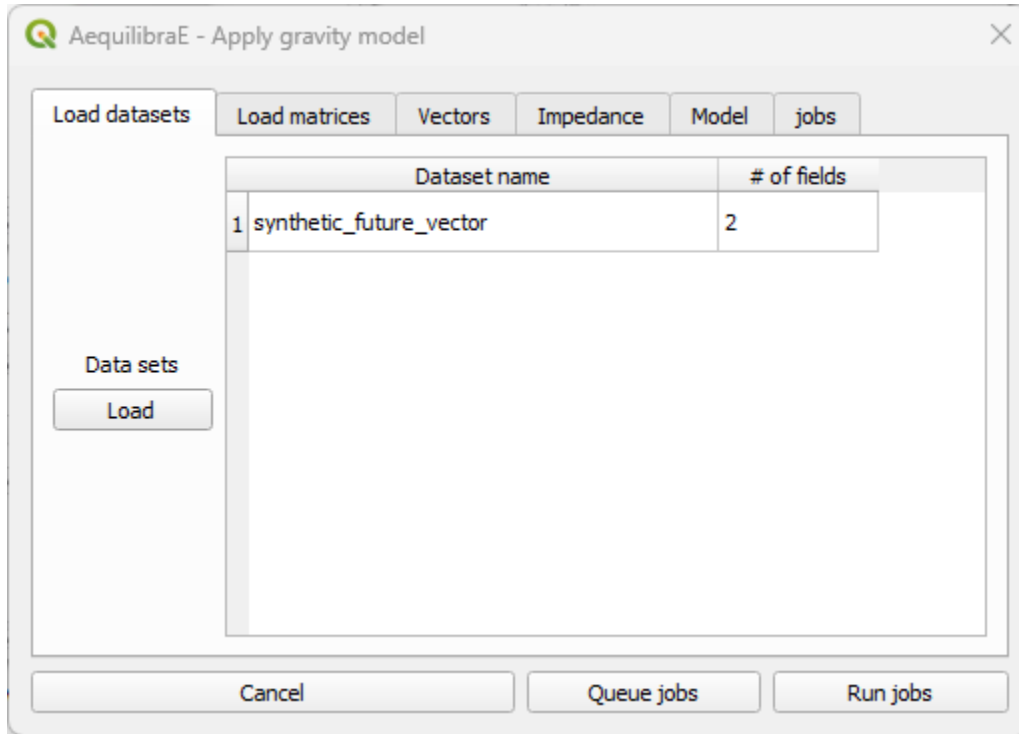 AequilibraE - Apply gravity model
Load datasets Load matrices Vectors Impedance Model jobs
Dataset name # of fields
1 synthetic_future_vector 2
Data sets
Load
Cancel Queue jobs Run jobs